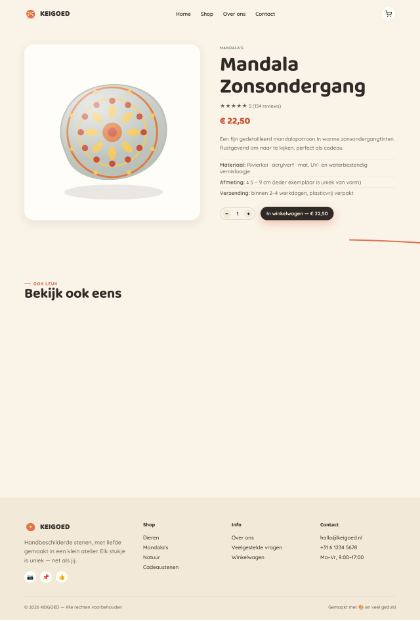 KEIGOED
Home Shop Over ons Contact
MANDALA'S
Mandala
Zonsondergang
★★★★★ 5 (154 reviews)
€ 22,50
Een fijn gedetailleerd mandalapatroon in warme zonsondergangtinten.
Rustgevend om naar te kijken, perfect als cadeau.
Materiaal: Rivierkei · acrylverf · mat, UV- en waterbestendig
vernislaagje
Afmeting: ± 5 – 9 cm (ieder exemplaar is uniek van vorm)
Verzending: binnen 2–4 werkdagen, plasticvrij verpakt
− 1 +
In winkelwagen — € 22,50
— OOK LEUK
Bekijk ook eens
KEIGOED
Handbeschilderde stenen, met liefde
gemaakt in een klein atelier. Elk stukje
is uniek — net als jij.
Shop
Dieren
Mandala's
Natuur
Cadeaustenen
Info
Over ons
Veelgestelde vragen
Winkelwagen
Contact
hallo@keigoed.nl
+31 6 1234 5678
Ma–Vr, 9:00–17:00
© 2026 KEIGOED — Alle rechten voorbehouden
Gemaakt met 🎨 en veel geduld